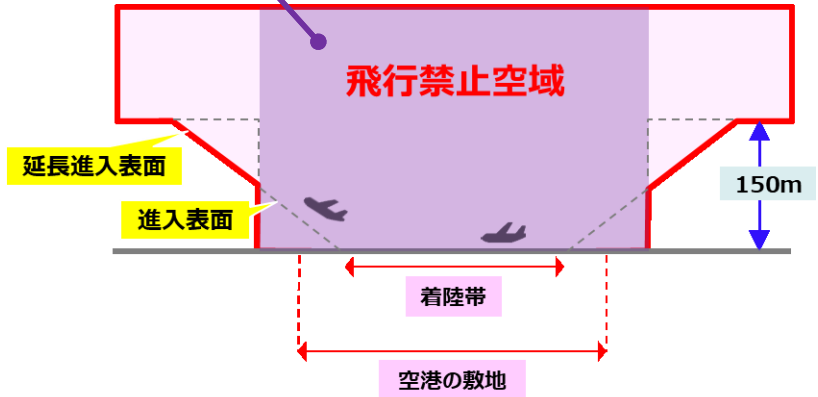 飛行禁止空域
延長進入表面
進入表面
150m
着陸帯
空港の敷地